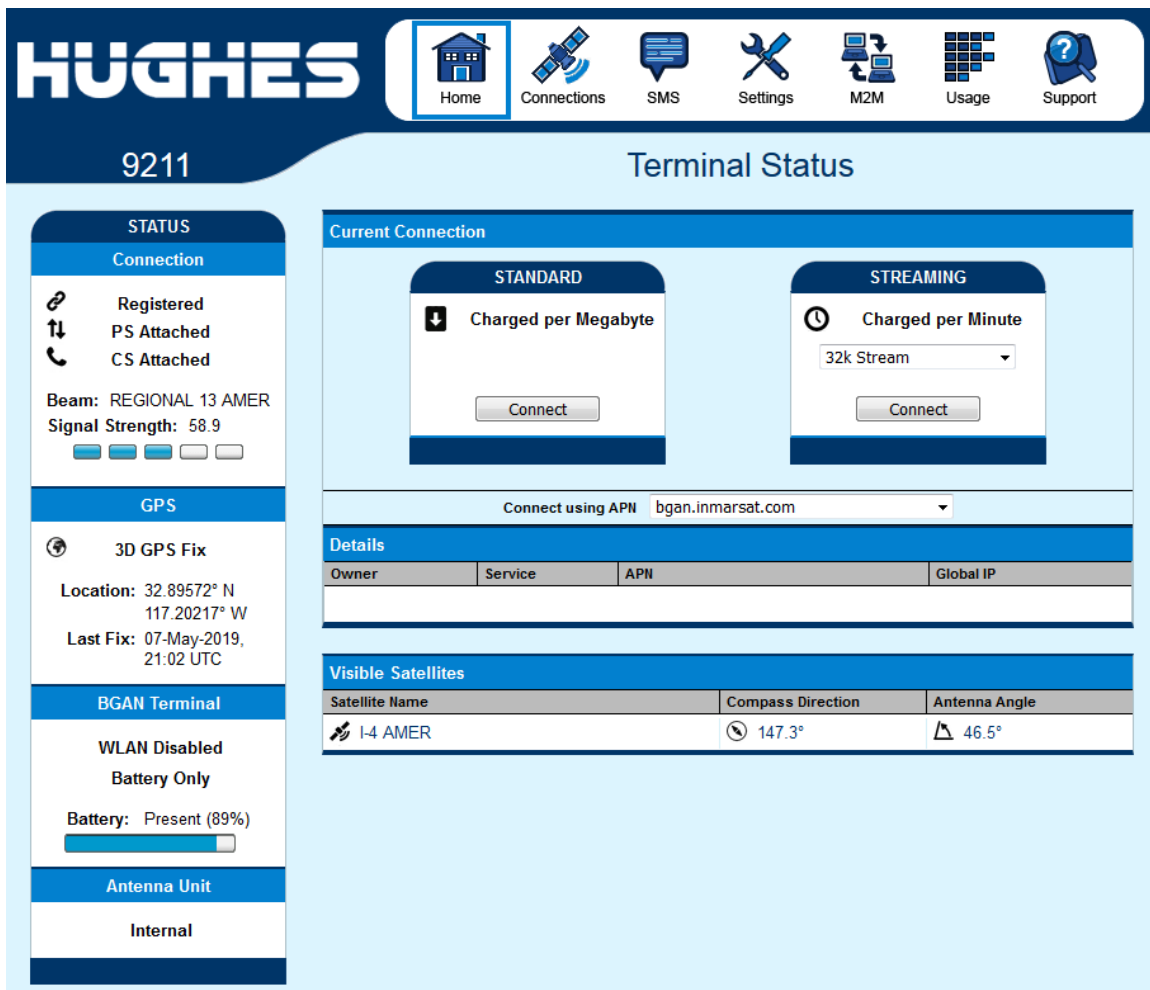 HUGHES
Home
Connections
SMS
Settings
M2M
Usage
Support
9211
Terminal Status
STATUS
Connection
Registered
PS Attached
CS Attached
Beam: REGIONAL 13 AMER
Signal Strength: 58.9
GPS
3D GPS Fix
Location: 32.89572° N
117.20217° W
Last Fix: 07-May-2019,
21:02 UTC
BGAN Terminal
WLAN Disabled
Battery Only
Battery: Present (89%)
Antenna Unit
Internal
Current Connection
STANDARD
Charged per Megabyte
Connect
STREAMING
Charged per Minute
32k Stream
Connect
Connect using APN bgan.inmarsat.com
Details
Owner Service APN Global IP
Visible Satellites
Satellite Name Compass Direction Antenna Angle
I-4 AMER 147.3° 46.5°